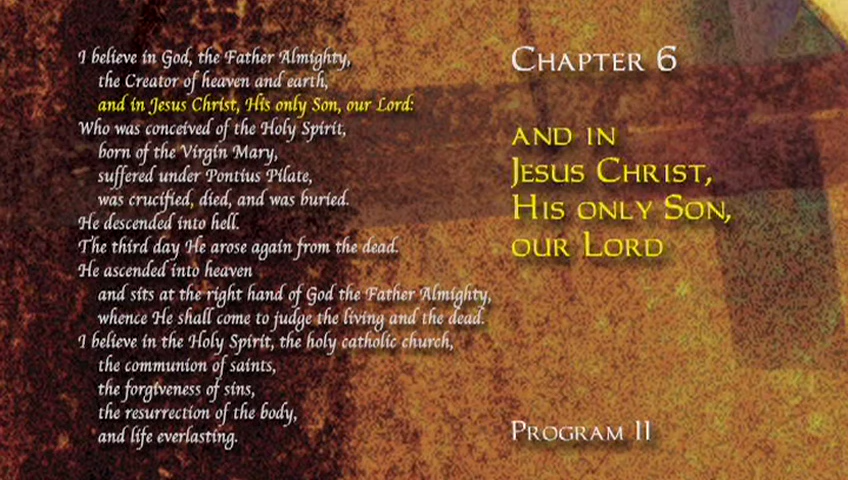 I believe in God, the Father Almighty,
the Creator of heaven and earth,
and in Jesus Christ, His only Son, our Lord:
Who was conceived of the Holy Spirit,
born of the Virgin Mary,
suffered under Pontius Pilate,
was crucified, died, and was buried.
He descended into hell.
The third day He arose again from the dead.
He ascended into heaven
and sits at the right hand of God the Father Almighty,
whence He shall come to judge the living and the dead.
I believe in the Holy Spirit, the holy catholic church,
the communion of saints,
the forgiveness of sins,
the resurrection of the body,
and life everlasting.
Chapter 6
and in
Jesus Christ,
His only Son,
our Lord
Program 11